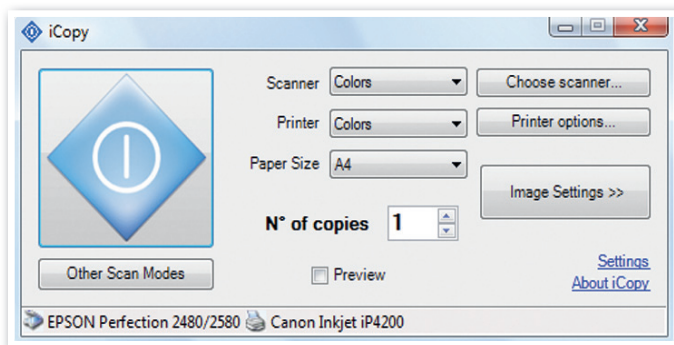 iCopy
Scanner Colors Choose scanner...
Printer Colors Printer options...
Paper Size A4
Image Settings >>
N° of copies 1
Other Scan Modes Preview Settings
About iCopy
EPSON Perfection 2480/2580 Canon Inkjet iP4200